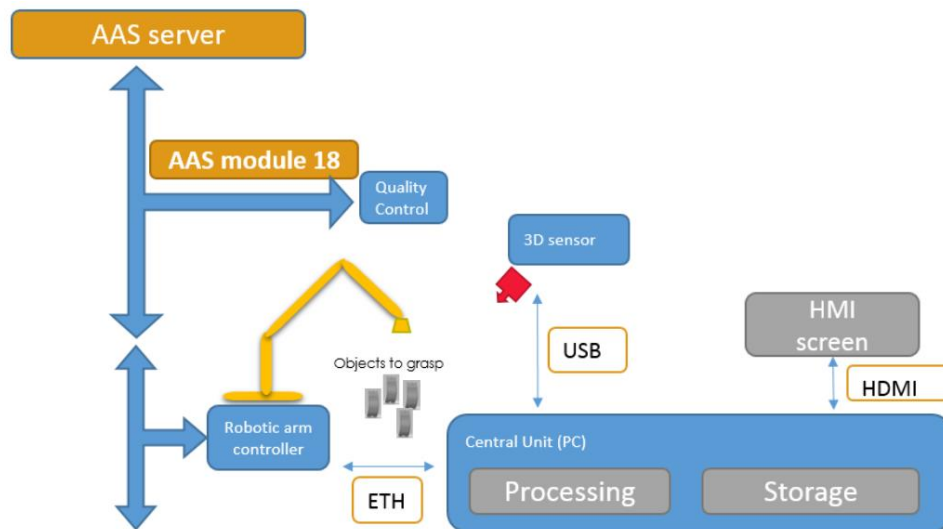 AAS server
AAS module 18
Quality
Control
3D sensor
HMI
screen
USB
Objects to grasp
HDMI
Robotic arm
controller
Central Unit (PC)
ETH
Processing
Storage